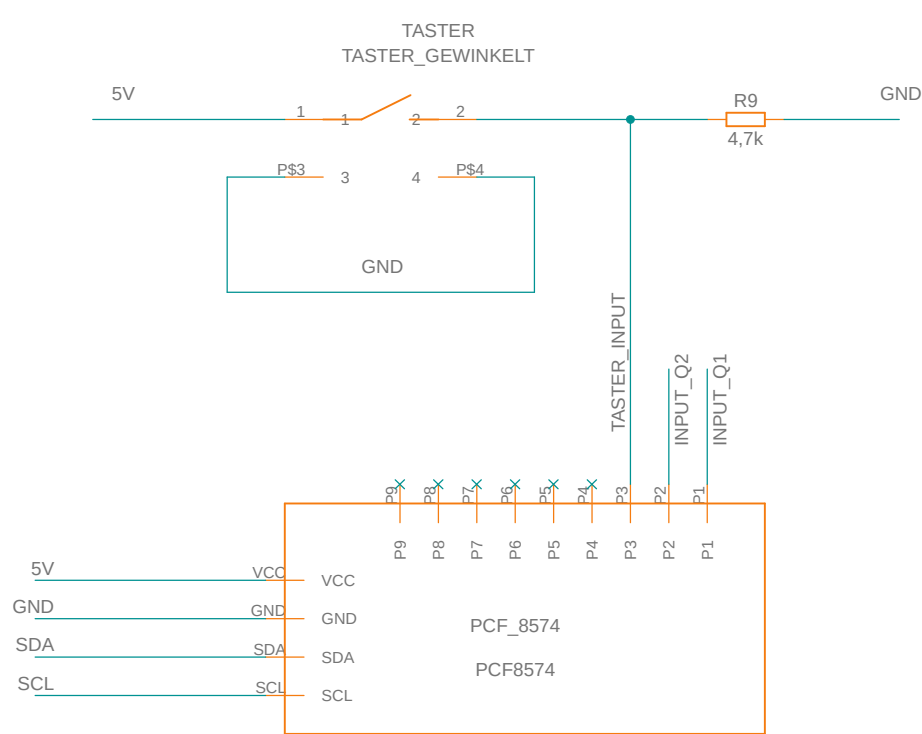 TASTER
TASTER_GEWINKELT
5V
R9
GND
1
1
2
2
4,7k
P$3
3
4
P$4
GND
TASTER_INPUT
INPUT_Q2
INPUT_Q1
P9
P8
P7
P6
P5
P4
P3
P2
P1
P9
P8
P7
P6
P5
P4
P3
P2
P1
5V
VCC
VCC
GND
GND
GND
PCF_8574
SDA
SDA
SDA
PCF8574
SCL
SCL
SCL